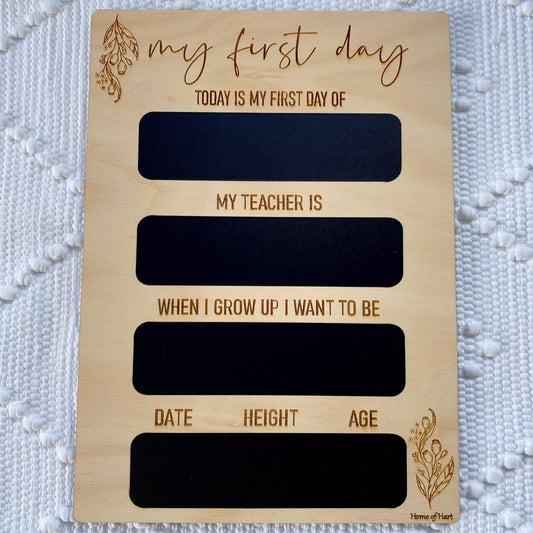 my first day
TODAY IS MY FIRST DAY OF
MY TEACHER IS
WHEN I GROW UP I WANT TO BE
DATE HEIGHT AGE
Home of Hart